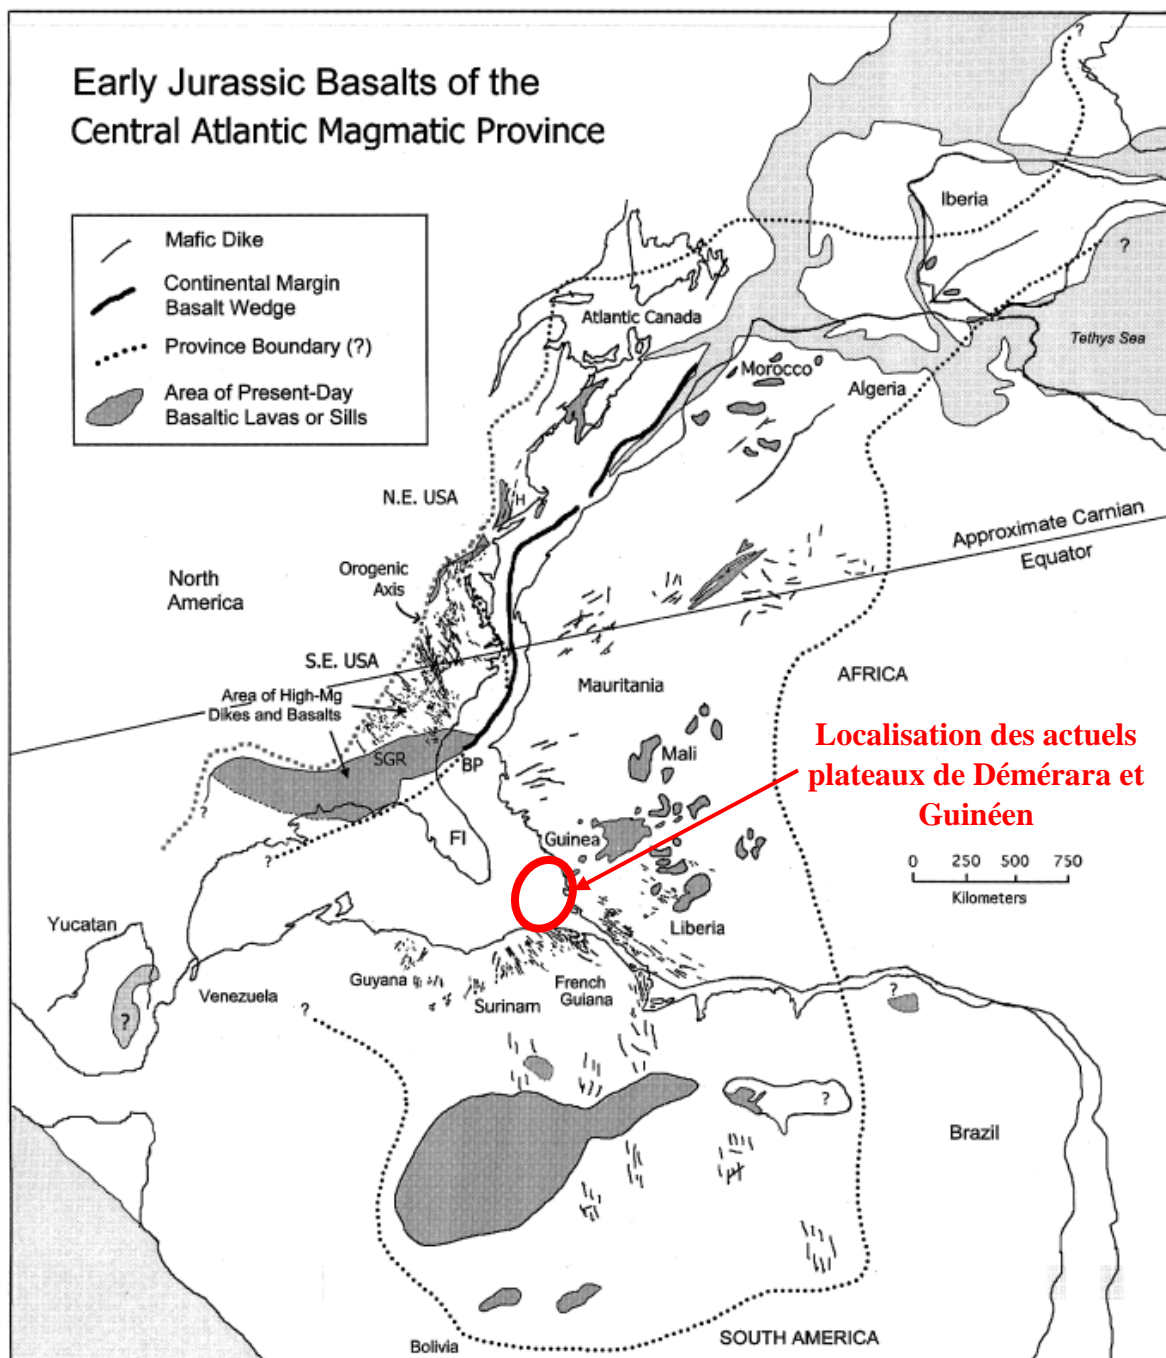 Early Jurassic Basalts of the
Central Atlantic Magmatic Province
Mafic Dike
Continental Margin
Basalt Wedge
Province Boundary (?)
Area of Present-Day
Basaltic Lavas or Sills
?
Iberia
?
Atlantic Canada
Tethys Sea
Morocco
Algeria
N.E. USA
H
Approximate Carnian
Equator
Orogenic
Axis
North
America
S.E. USA
AFRICA
Mauritania
Area of High-Mg
Dikes and Basalts
Localisation des actuels
plateaux de Démérara et
Guinéen
Mali
SGR
BP
?
FI
Guinea
?
0 250 500 750
Kilometers
Yucatan
Liberia
Guyana
French
Guiana
Venezuela
Surinam
?
?
?
?
Brazil
SOUTH AMERICA
Bolivia